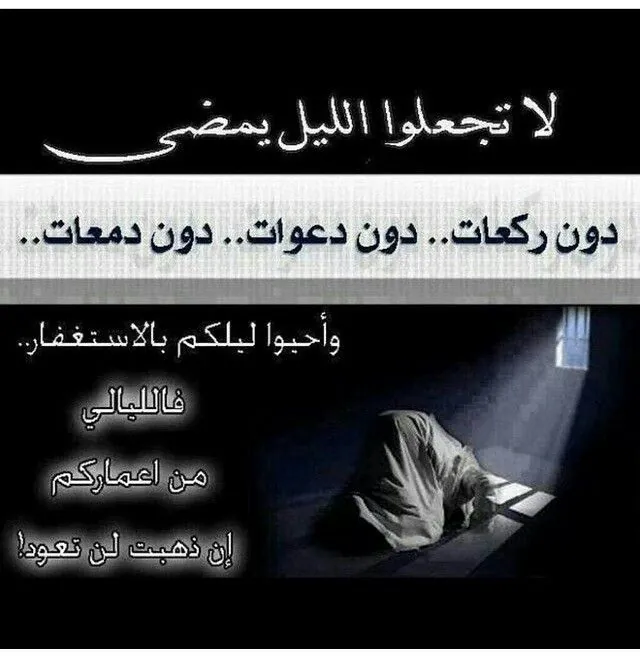 لا تجعلوا الليل يمضى
دون ركعات.. دون دعوات.. دون دمعات..
وأحيوا ليلكم بالاستغفار..
فالليالي
من اعماركم
إن ذهبت لن تعود!